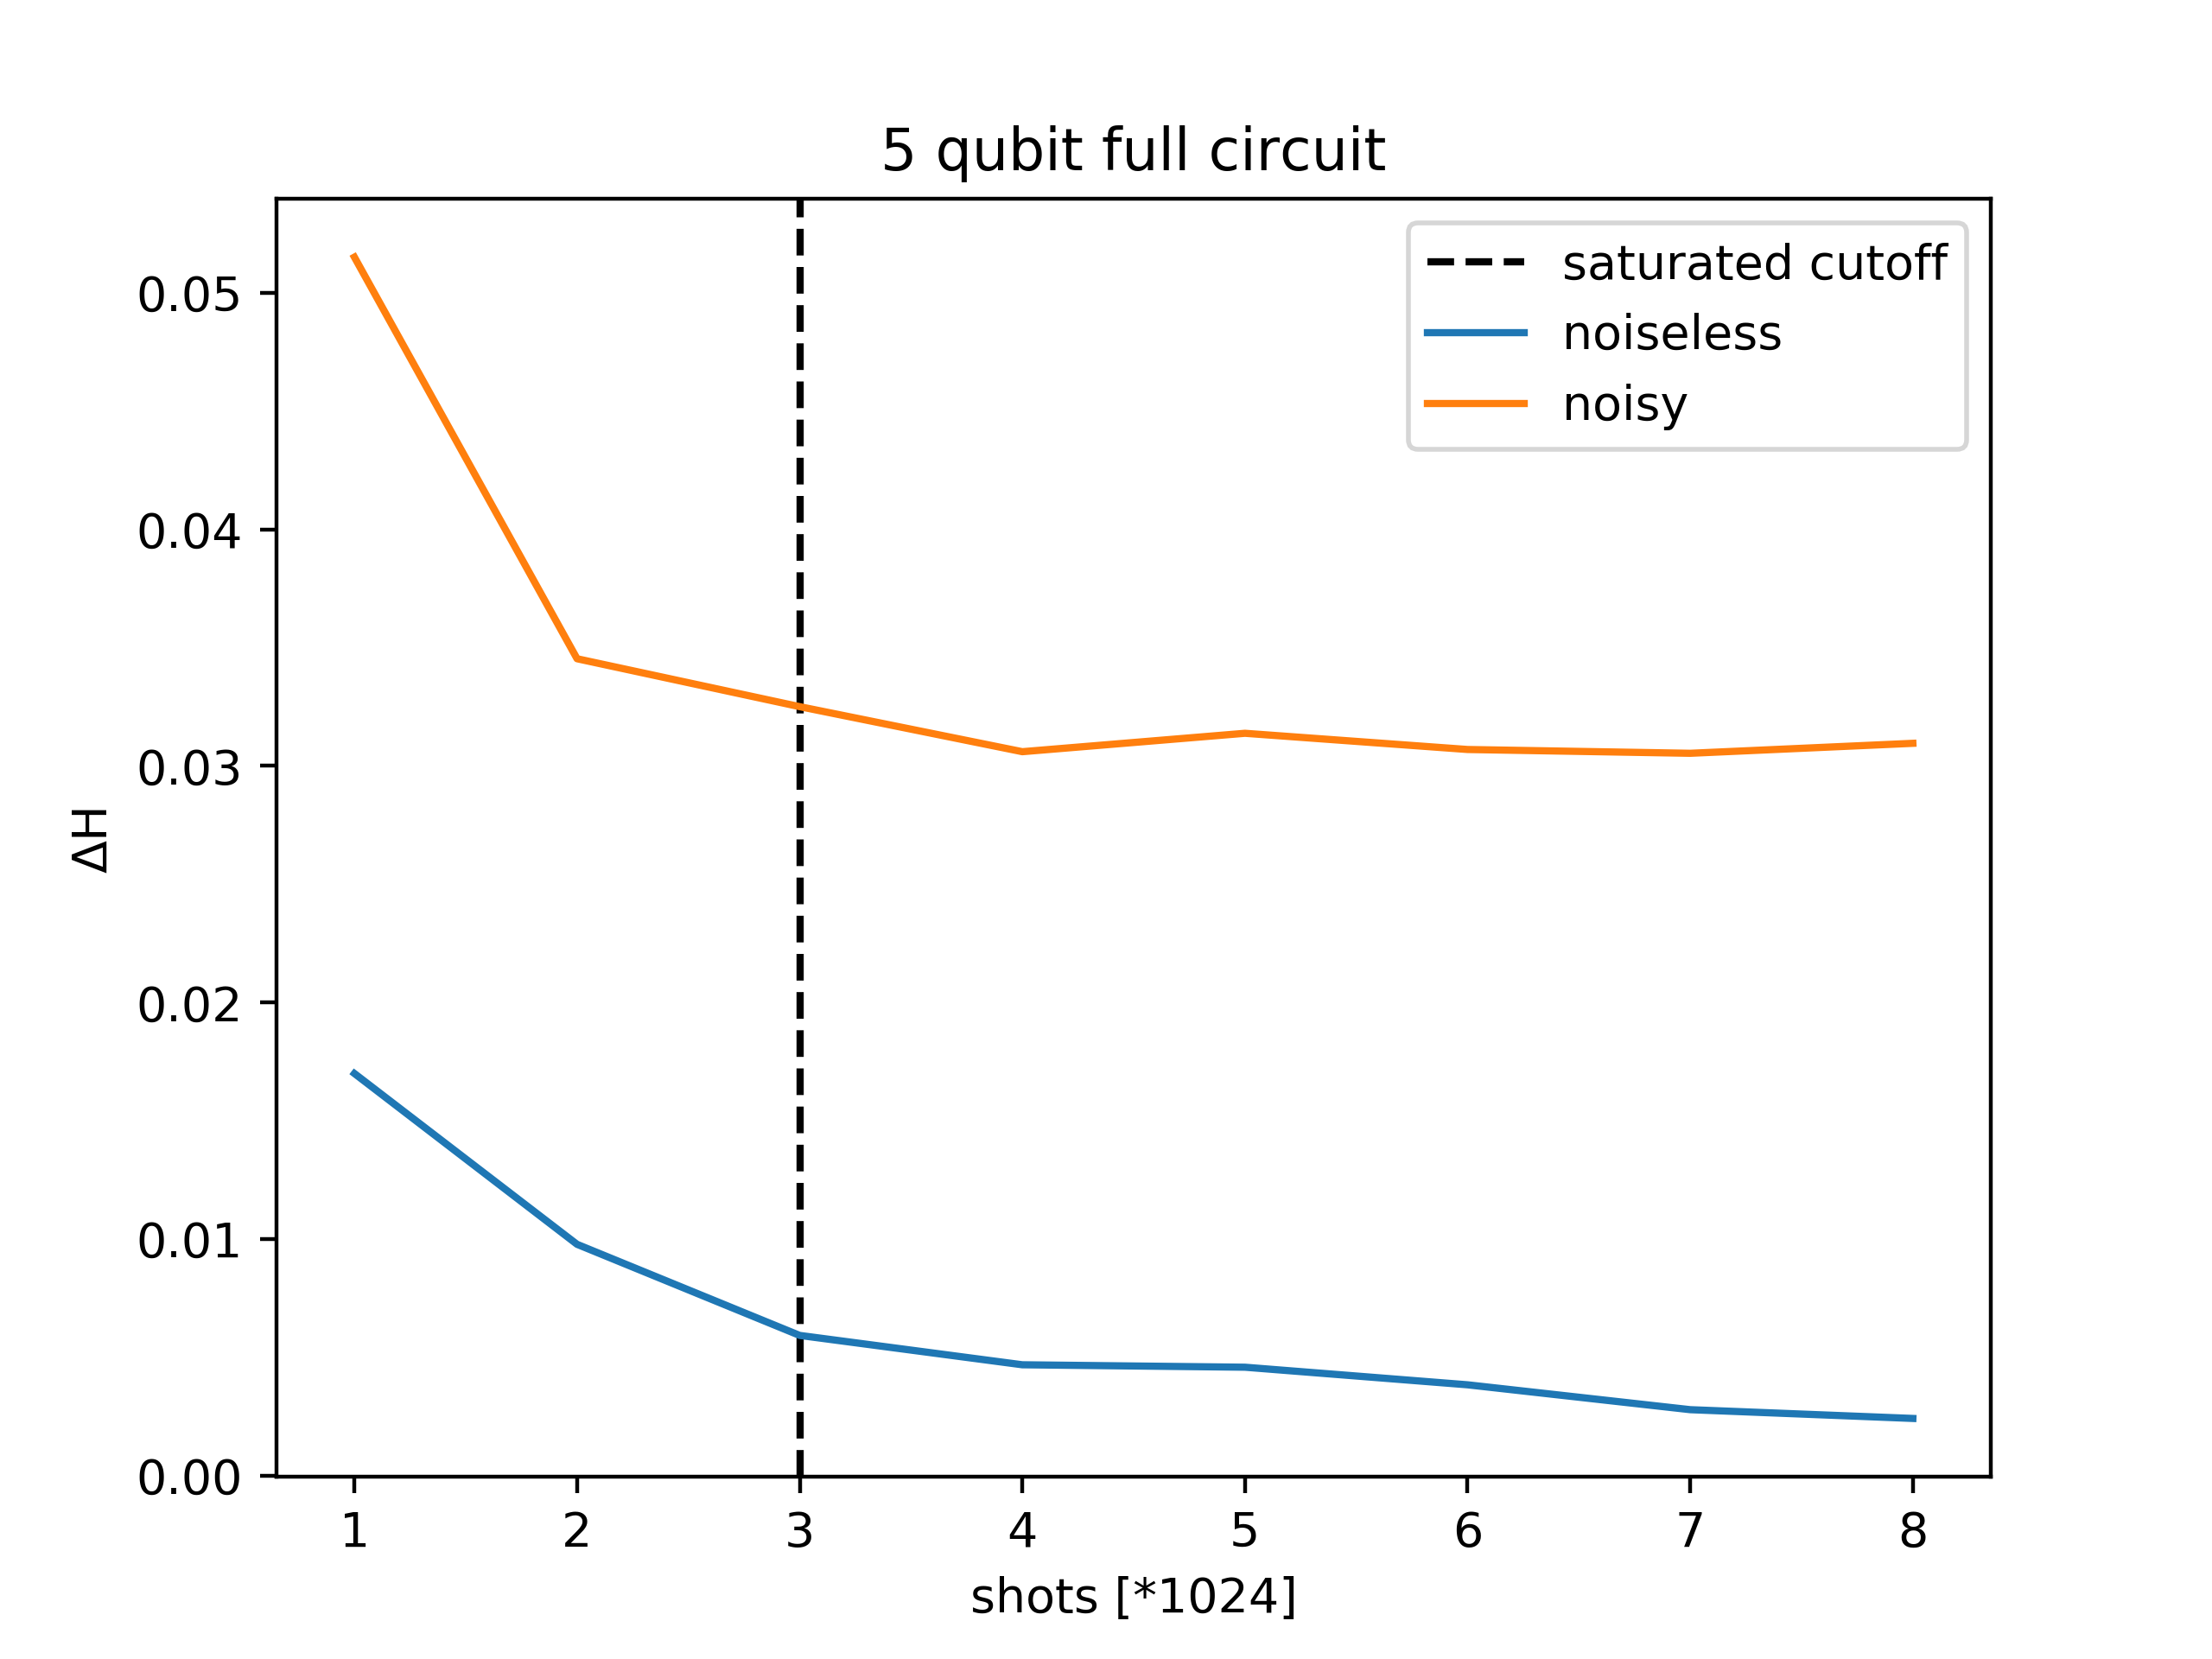 5 qubit full circuit
saturated cutoff
noiseless
noisy
0.05
0.04
0.03
0.02
0.01
0.00
ΔH
1 2 3 4 5 6 7 8
shots [*1024]